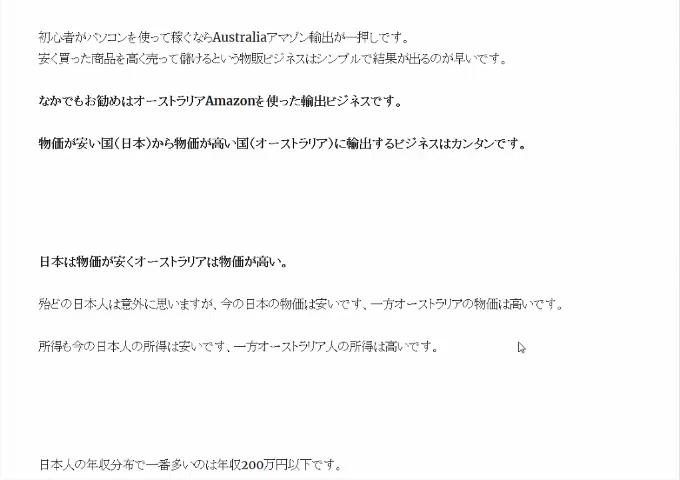 初心者がパソコンを使って稼ぐならAustraliaアマゾン輸出が一押しです。
安く買った商品を高く売って儲けるという物販ビジネスはシンプルで結果が出るのが早いです。
なかでもお勧めはオーストラリアAmazonを使った輸出ビジネスです。
物価が安い国（日本）から物価が高い国（オーストラリア）に輸出するビジネスはカンタンです。
日本は物価が安くオーストラリアは物価が高い。
殆どの日本人は意外に思いますが、今の日本の物価は安いです、一方オーストラリアの物価は高いです。
所得も今の日本人の所得は安いです、一方オーストラリア人の所得は高いです。
日本人の年収分布で一番多いのは年収200万円以下です。